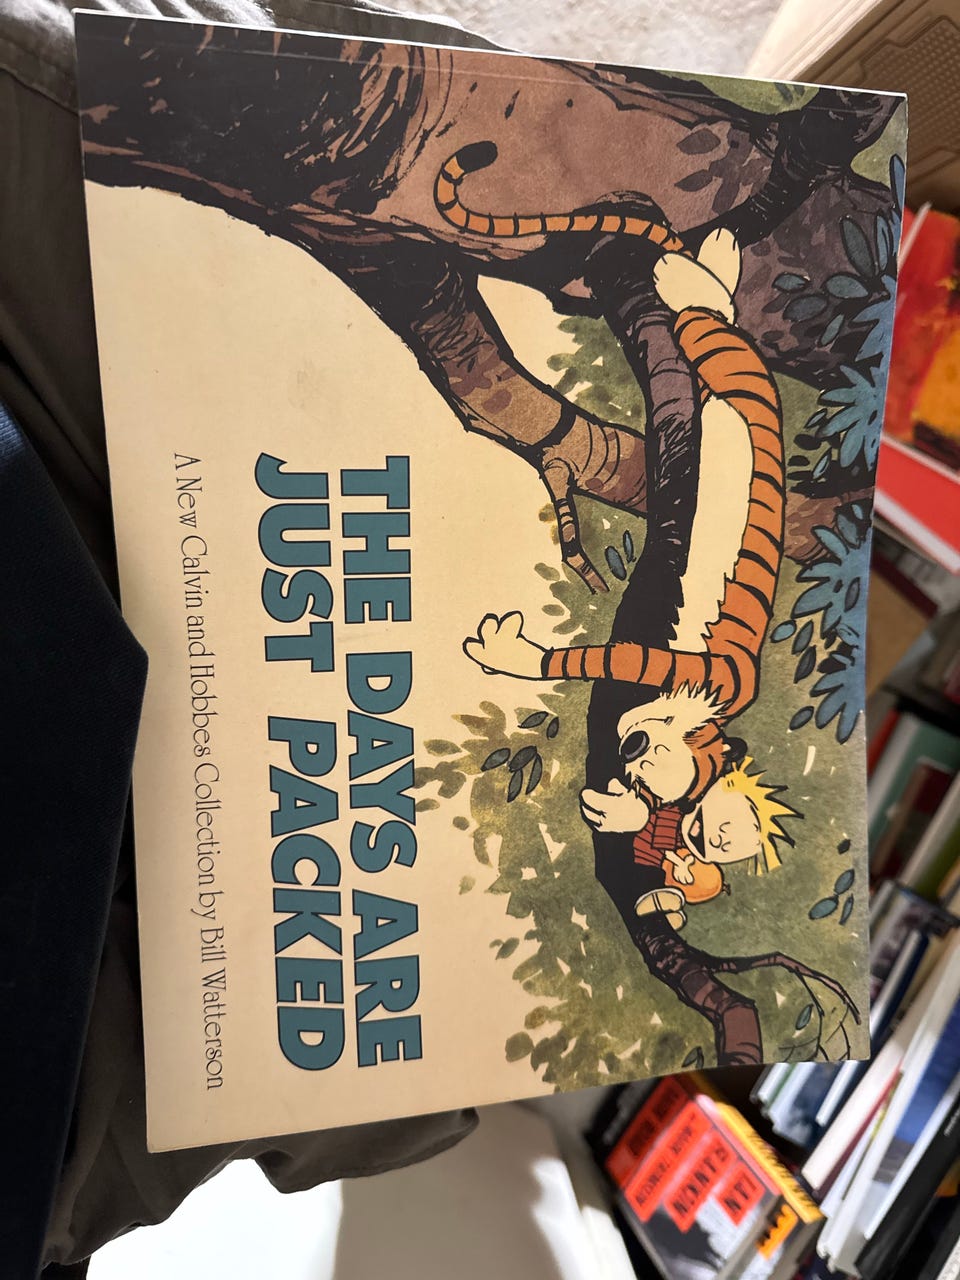 THE DAYS ARE
JUST PACKED
A New Calvin and Hobbes Collection by Bill Watterson